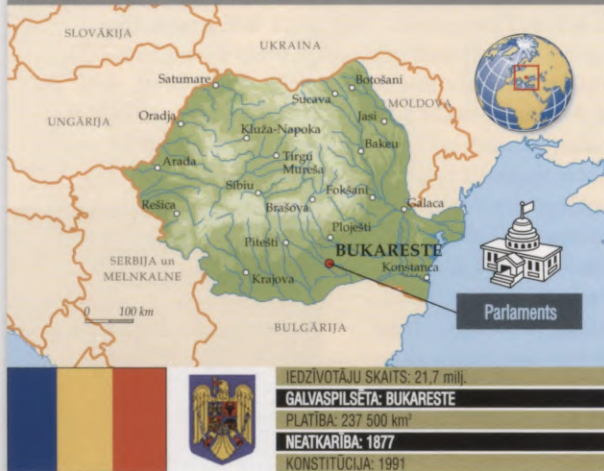 SLOVĀKIJA
UKRAINA
Satumare
Botošani
Sučava
MOLDOVA
UNGĀRIJA
Oradja
Jasi
Kluža-Napoka
Bakeu
Arada
Tirgu
Mureša
Sibiu
Fokšani
Rešica
Brašova
Galaca
Ploješti
Pitešti
BUKARESTE
SERBIJA un
MELNKALNE
Konstanca
Krajova
0 100 km
Parlaments
BULGĀRIJA
IEDZĪVOTĀJU SKAITS: 21,7 milj.
GALVASPILSĒTA: BUKARESTE
PLATĪBA: 237 500 km²
NEATKARĪBA: 1877
KONSTITŪCIJA: 1991